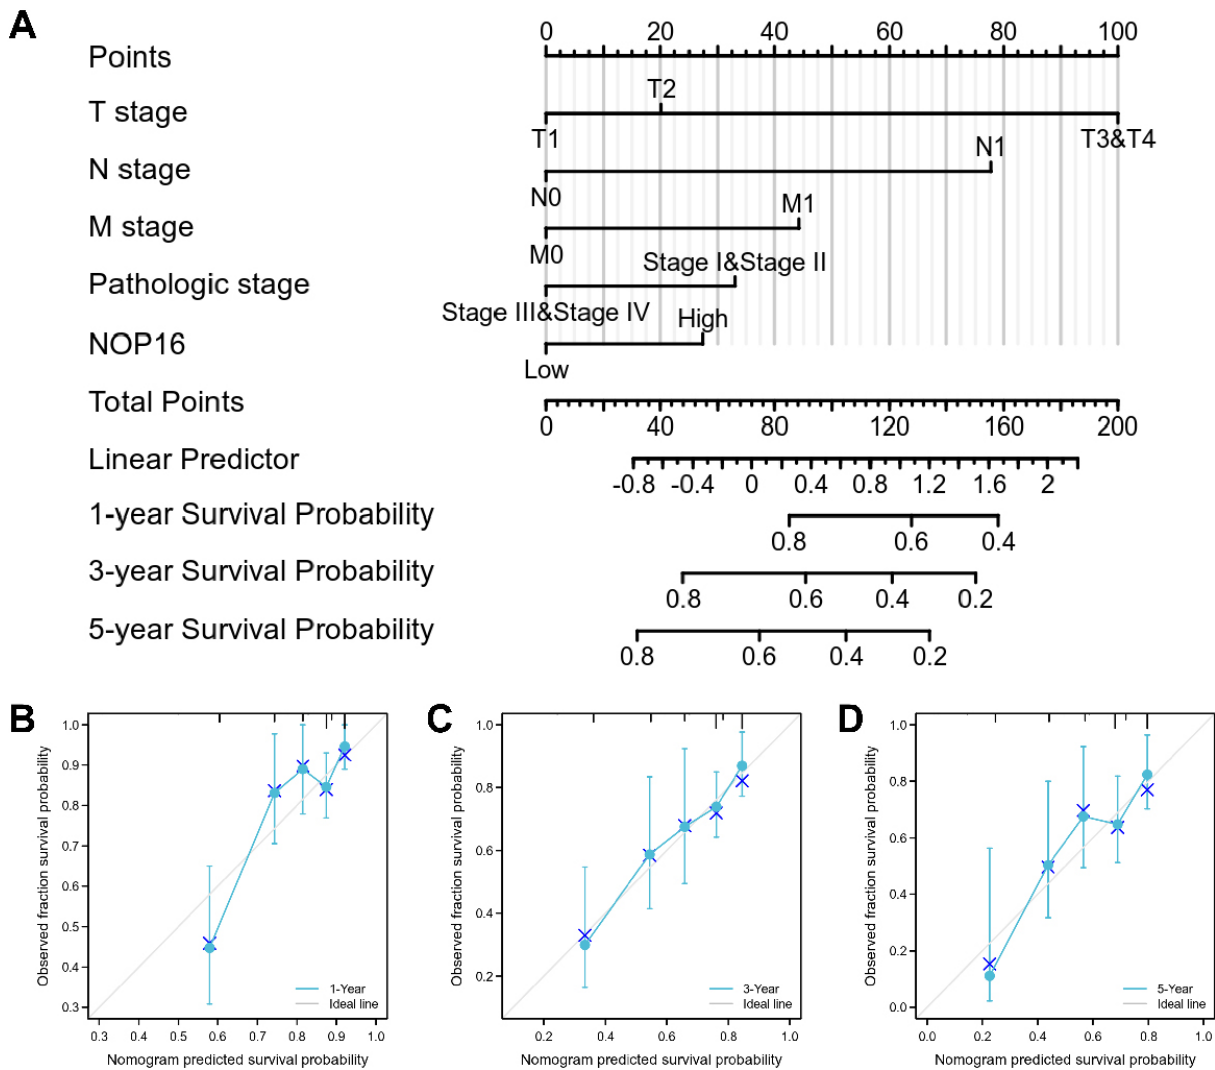 A
0 20 40 60 80 100
Points
T2
T stage
T1 T3&T4
N1
N stage
N0
M1
M stage
M0
Stage I&Stage II
Pathologic stage
Stage III&Stage IV
High
NOP16
Low
Total Points
0 40 80 120 160 200
Linear Predictor
-0.8 -0.4 0 0.4 0.8 1.2 1.6 2
1-year Survival Probability
0.8 0.6 0.4
3-year Survival Probability
0.8 0.6 0.4 0.2
5-year Survival Probability
0.8 0.6 0.4 0.2
B
Observed fraction survival probability
1.0
0.9
0.8
0.7
0.6
0.5
0.4
0.3
1-Year
Ideal line
0.3 0.4 0.5 0.6 0.7 0.8 0.9 1.0
Nomogram predicted survival probability
C
Observed fraction survival probability
1.0
0.8
0.6
0.4
0.2
3-Year
Ideal line
0.2 0.4 0.6 0.8 1.0
Nomogram predicted survival probability
D
Observed fraction survival probability
1.0
0.8
0.6
0.4
0.2
0.0
5-Year
Ideal line
0.0 0.2 0.4 0.6 0.8 1.0
Nomogram predicted survival probability